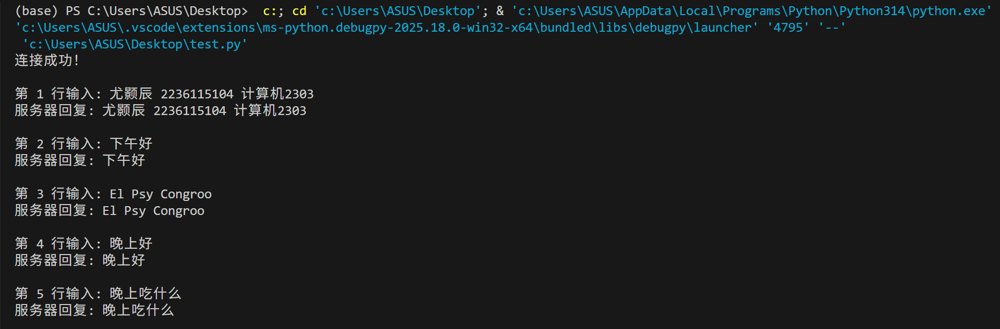 (base) PS C:\Users\ASUS\Desktop>  c:; cd 'c:\Users\ASUS\Desktop'; & 'c:\Users\ASUS\AppData\Local\Programs\Python\Python314\python.exe'
'c:\Users\ASUS\.vscode\extensions\ms-python.debugpy-2025.18.0-win32-x64\bundled\libs\debugpy\launcher' '4795' '--'
'c:\Users\ASUS\Desktop\test.py'
连接成功!
第 1 行输入: 尤颢辰 2236115104 计算机2303
服务器回复: 尤颢辰 2236115104 计算机2303
第 2 行输入: 下午好
服务器回复: 下午好
第 3 行输入: El Psy Congroo
服务器回复: El Psy Congroo
第 4 行输入: 晚上好
服务器回复: 晚上好
第 5 行输入: 晚上吃什么
服务器回复: 晚上吃什么